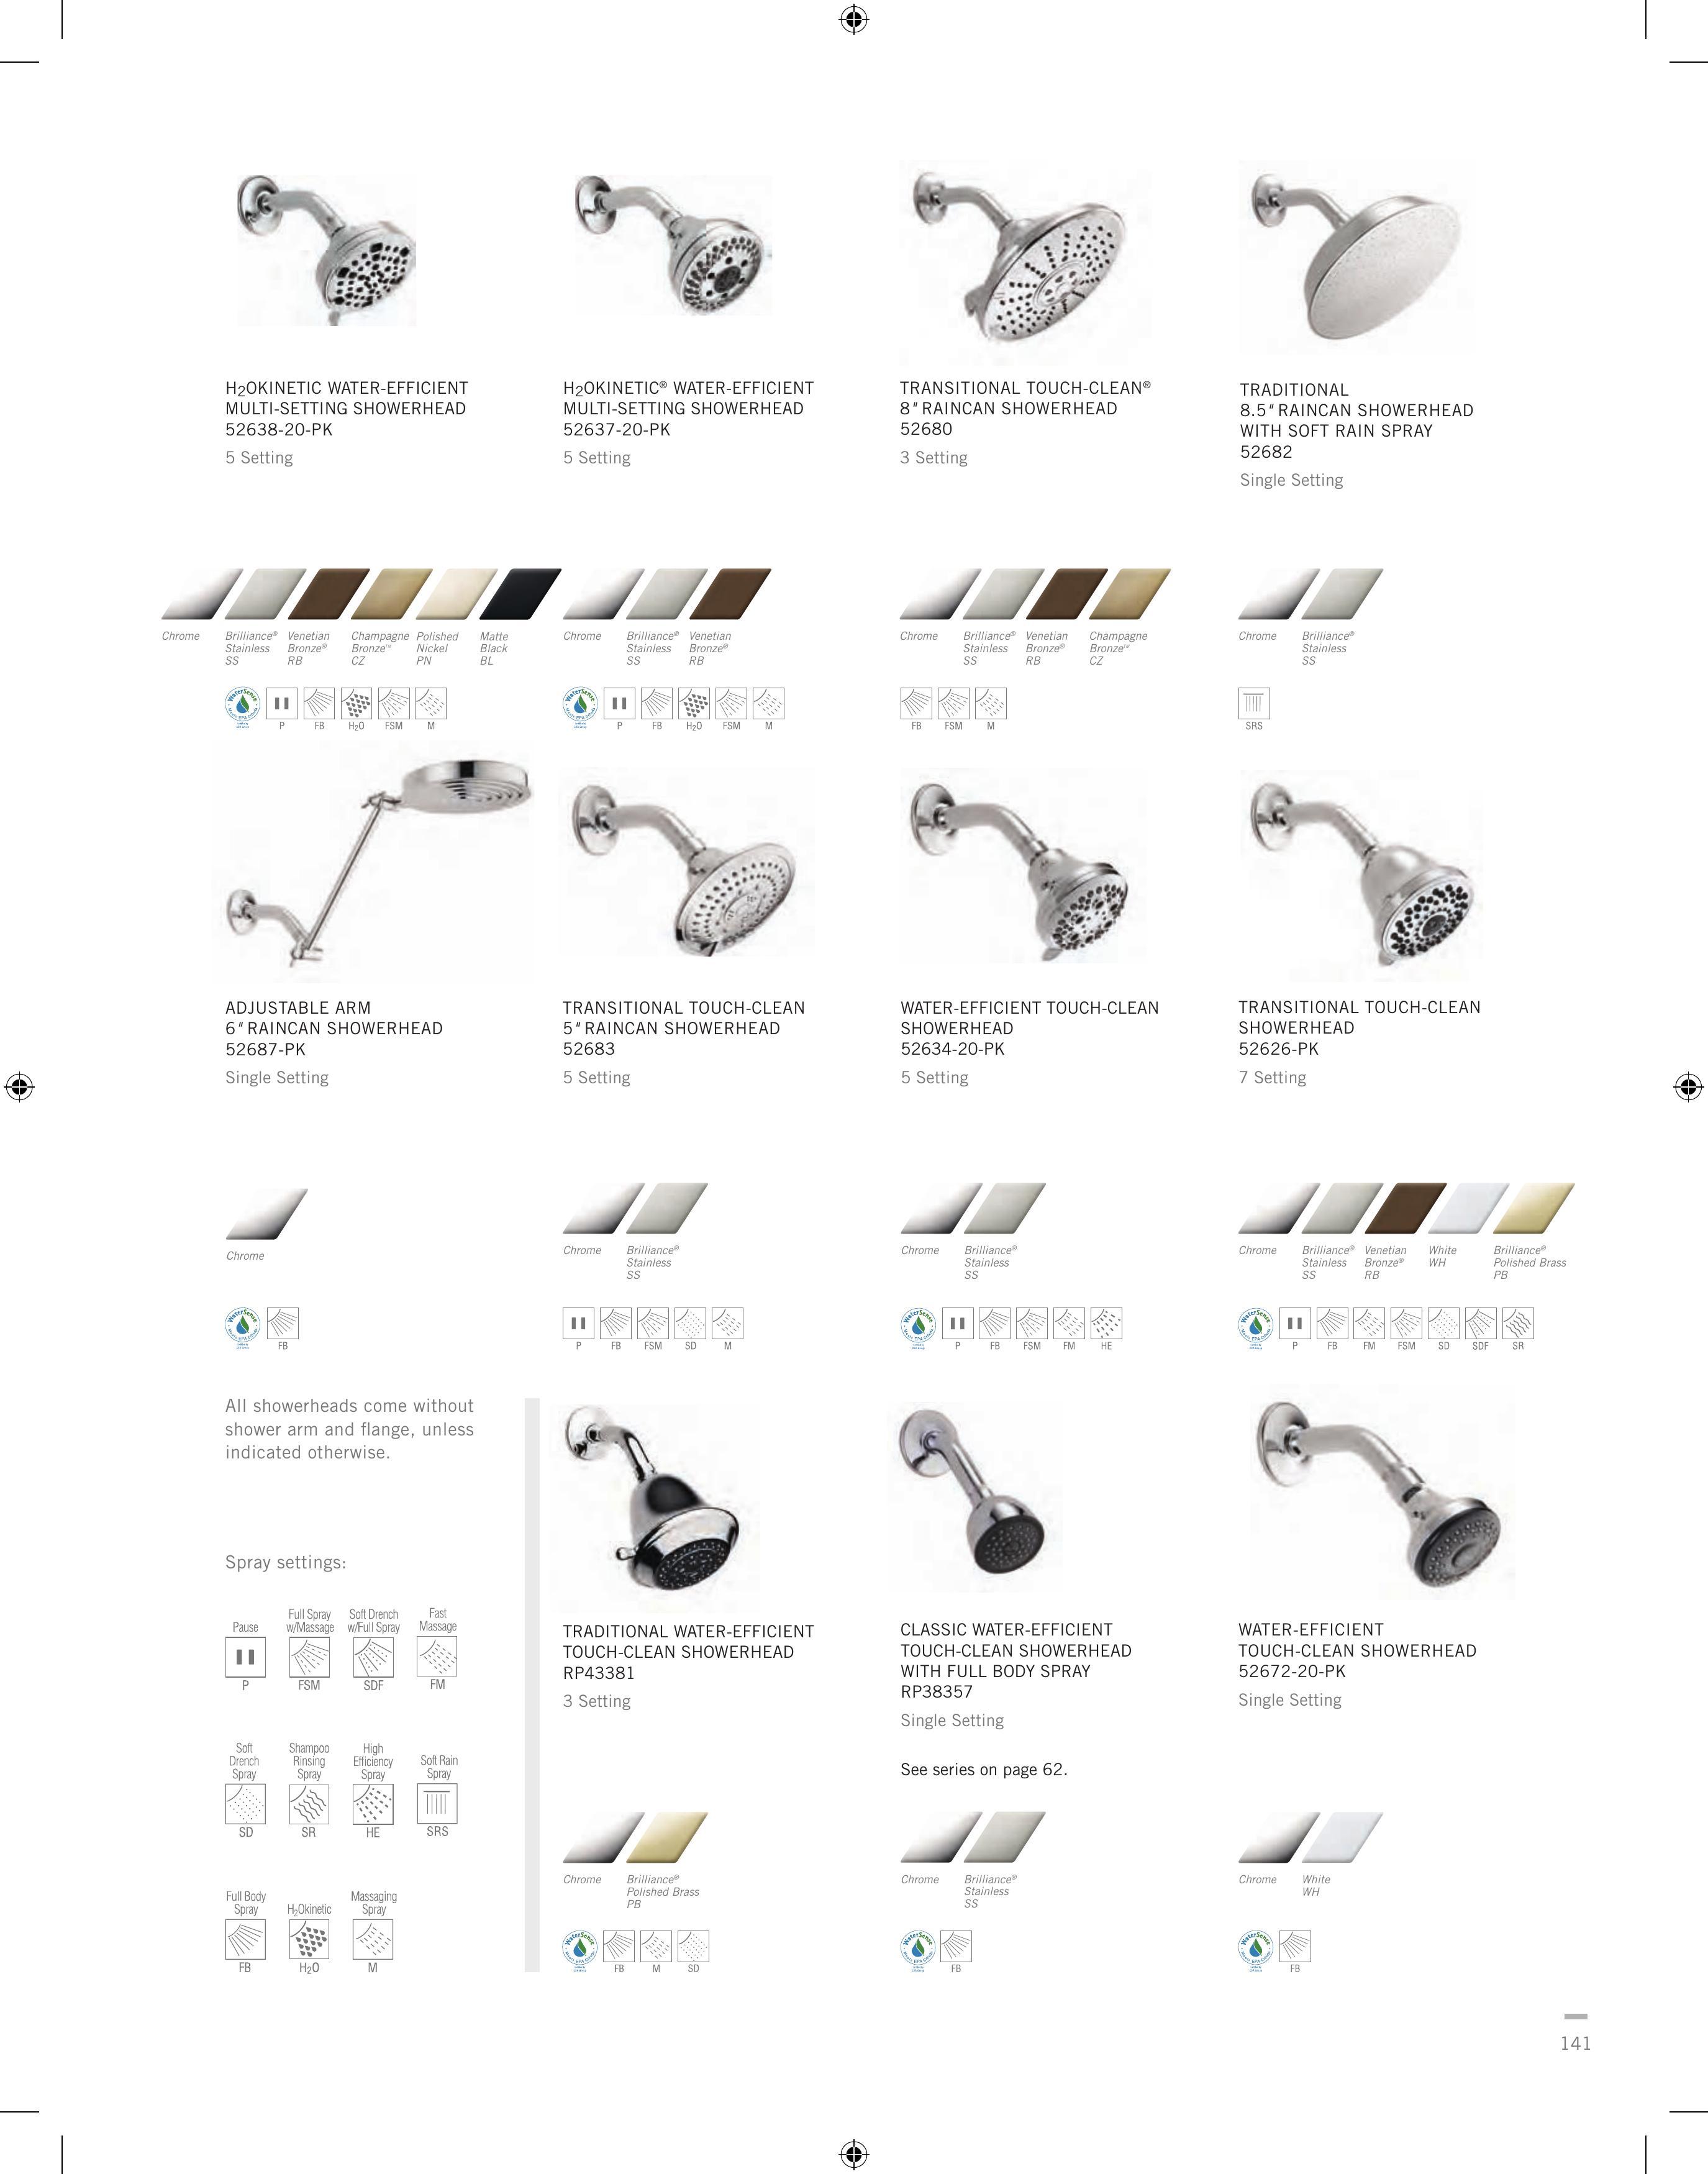 H2OKINETIC WATER-EFFICIENT
MULTI-SETTING SHOWERHEAD
52638-20-PK
5 Setting
H2OKINETIC® WATER-EFFICIENT
MULTI-SETTING SHOWERHEAD
52637-20-PK
5 Setting
TRANSITIONAL TOUCH-CLEAN®
8" RAINCAN SHOWERHEAD
52680
3 Setting
TRADITIONAL
8.5" RAINCAN SHOWERHEAD
WITH SOFT RAIN SPRAY
52682
Single Setting
Chrome
Brilliance®
Stainless
SS
Venetian
Bronze®
RB
Champagne
Bronze™
CZ
Polished
Nickel
PN
Matte
Black
BL
Chrome
Brilliance®
Stainless
SS
Venetian
Bronze®
RB
Chrome
Brilliance®
Stainless
SS
Venetian
Bronze®
RB
Champagne
Bronze™
CZ
Chrome
Brilliance®
Stainless
SS
WaterSense
P FB H2O FSM M
WaterSense
P FB H2O FSM M
FB FSM M
SRS
ADJUSTABLE ARM
6" RAINCAN SHOWERHEAD
52687-PK
Single Setting
TRANSITIONAL TOUCH-CLEAN
5" RAINCAN SHOWERHEAD
52683
5 Setting
WATER-EFFICIENT TOUCH-CLEAN
SHOWERHEAD
52634-20-PK
5 Setting
TRANSITIONAL TOUCH-CLEAN
SHOWERHEAD
52626-PK
7 Setting
Chrome
Chrome
Brilliance®
Stainless
SS
Chrome
Brilliance®
Stainless
SS
Chrome
Brilliance®
Stainless
SS
Venetian
Bronze®
RB
White
WH
Brilliance®
Polished Brass
PB
WaterSense
FB
P FB FSM SD M
WaterSense
P FB FSM FM HE
WaterSense
P FB FM FSM SD SDF SR
All showerheads come without
shower arm and flange, unless
indicated otherwise.
Spray settings:
Pause
P
Full Spray
w/Massage
FSM
Soft Drench
w/Full Spray
SDF
Fast
Massage
FM
Soft
Drench
Spray
SD
Shampoo
Rinsing
Spray
SR
High
Efficiency
Spray
HE
Soft Rain
Spray
SRS
Full Body
Spray
FB
H2Okinetic
H2O
Massaging
Spray
M
TRADITIONAL WATER-EFFICIENT
TOUCH-CLEAN SHOWERHEAD
RP43381
3 Setting
CLASSIC WATER-EFFICIENT
TOUCH-CLEAN SHOWERHEAD
WITH FULL BODY SPRAY
RP38357
Single Setting
See series on page 62.
WATER-EFFICIENT
TOUCH-CLEAN SHOWERHEAD
52672-20-PK
Single Setting
Chrome
Brilliance®
Polished Brass
PB
Chrome
Brilliance®
Stainless
SS
Chrome
White
WH
WaterSense
FB M SD
WaterSense
FB
WaterSense
FB
141